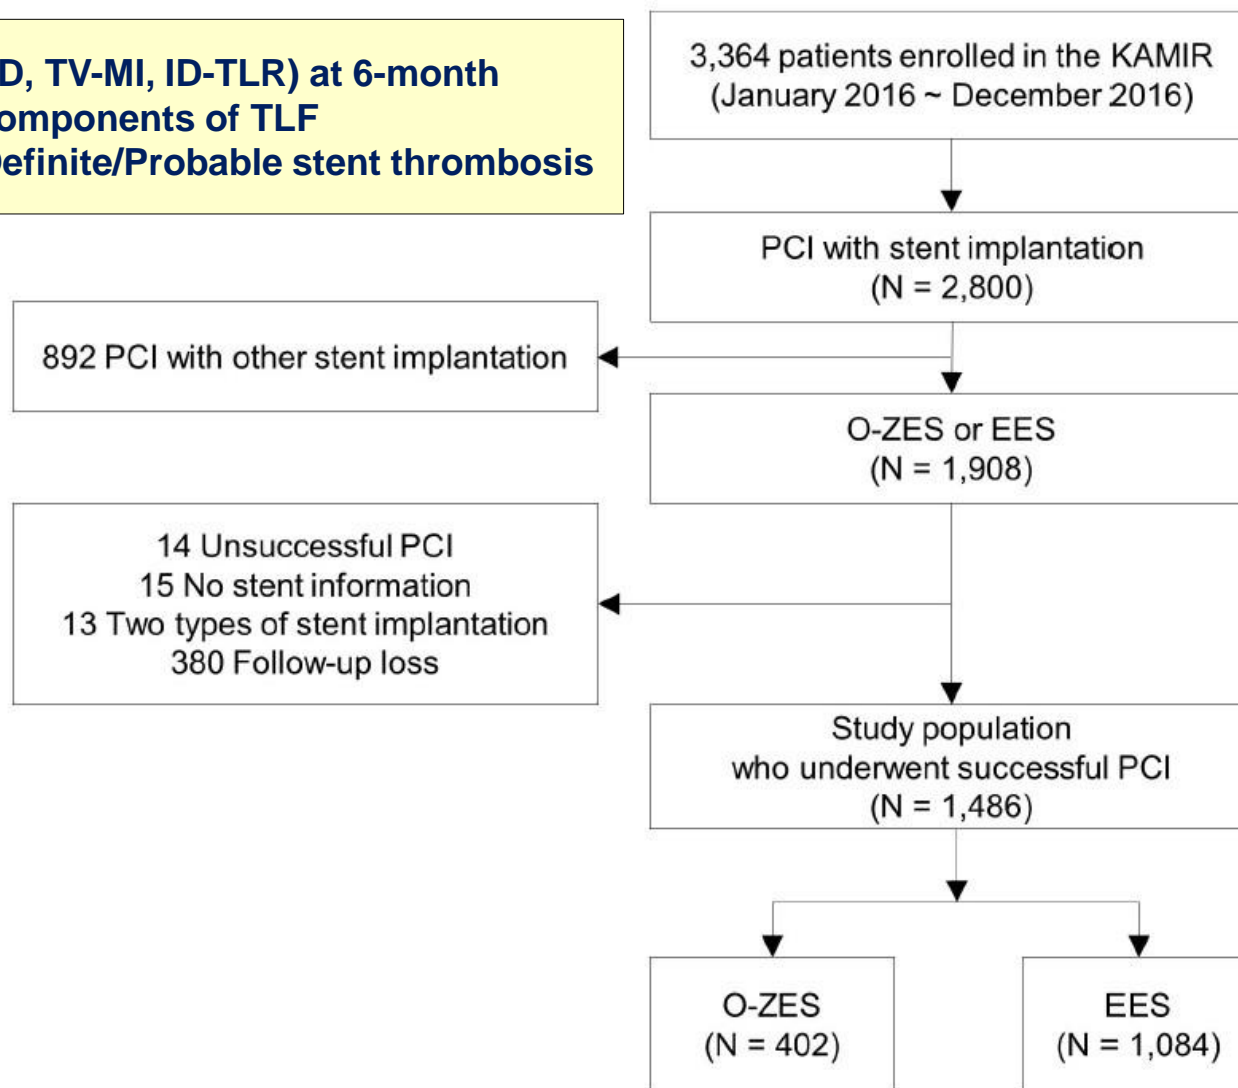 D, TV-MI, ID-TLR) at 6-month
omponents of TLF
Definite/Probable stent thrombosis
3,364 patients enrolled in the KAMIR
(January 2016 ~ December 2016)
PCI with stent implantation
(N = 2,800)
892 PCI with other stent implantation
O-ZES or EES
(N = 1,908)
14 Unsuccessful PCI
15 No stent information
13 Two types of stent implantation
380 Follow-up loss
Study population
who underwent successful PCI
(N = 1,486)
O-ZES
(N = 402)
EES
(N = 1,084)